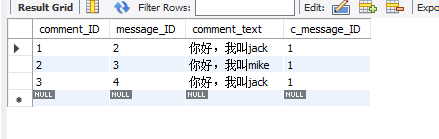 Result Grid Filter Rows: Edit: Expo
comment_ID message_ID comment_text c_message_ID
1 2 你好，我叫jack 1
2 3 你好，我叫mike 1
3 4 你好，我叫jack 1
NULL NULL NULL NULL